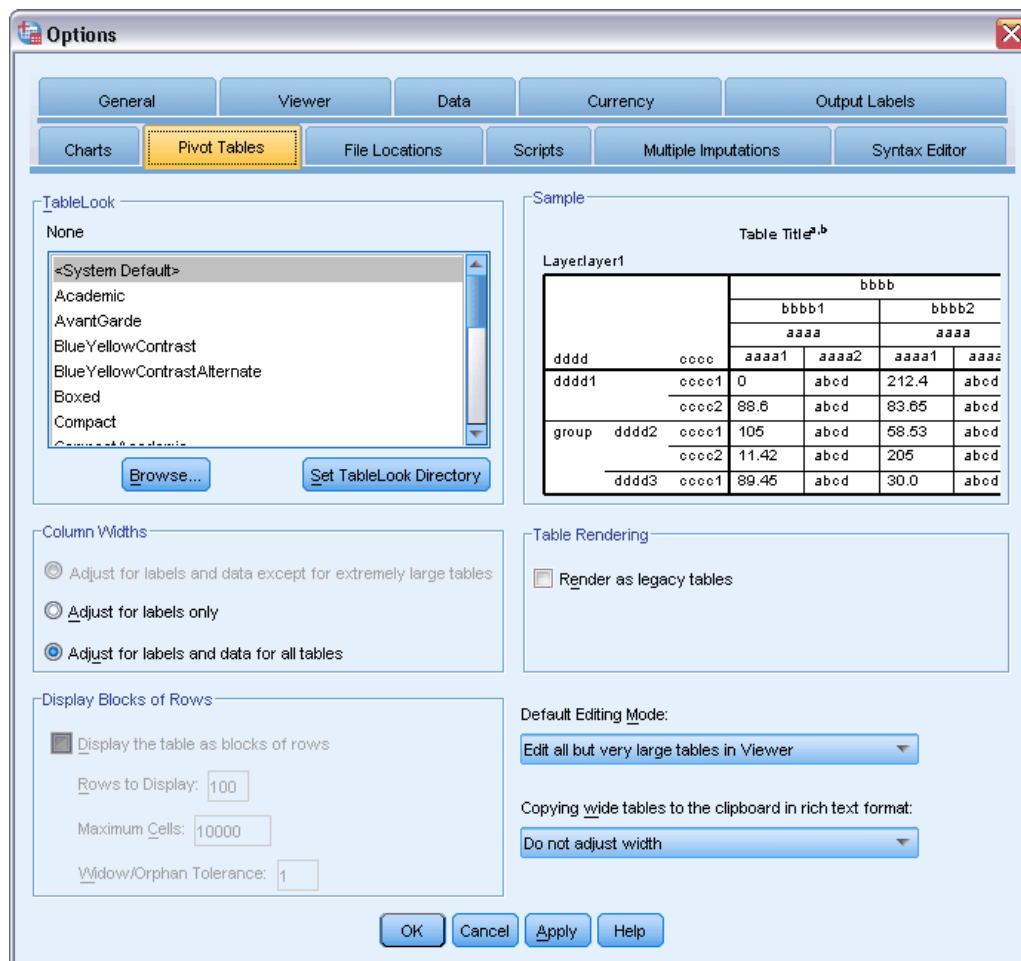 Options
General Viewer Data Currency Output Labels
Charts Pivot Tables File Locations Scripts Multiple Imputations Syntax Editor
TableLook
None
<System Default>
Academic
AvantGarde
BlueYellowContrast
BlueYellowContrastAlternate
Boxed
Compact
CompactAcademic
Browse... Set TableLook Directory
Sample
Table Titlea,b
Layer:layer1
bbbb
bbbb1 bbbb2
aaaa aaaa
dddd cccc aaaa1 aaaa2 aaaa1 aaaa
dddd1 cccc1 0 abcd 212.4 abcd
cccc2 88.6 abcd 83.65 abcd
group dddd2 cccc1 105 abcd 58.53 abcd
cccc2 11.42 abcd 205 abcd
dddd3 cccc1 89.45 abcd 30.0 abcd
Column Widths
Adjust for labels and data except for extremely large tables
Adjust for labels only
Adjust for labels and data for all tables
Table Rendering
Render as legacy tables
Display Blocks of Rows
Display the table as blocks of rows
Rows to Display: 100
Maximum Cells: 10000
Widow/Orphan Tolerance: 1
Default Editing Mode:
Edit all but very large tables in Viewer
Copying wide tables to the clipboard in rich text format:
Do not adjust width
OK Cancel Apply Help